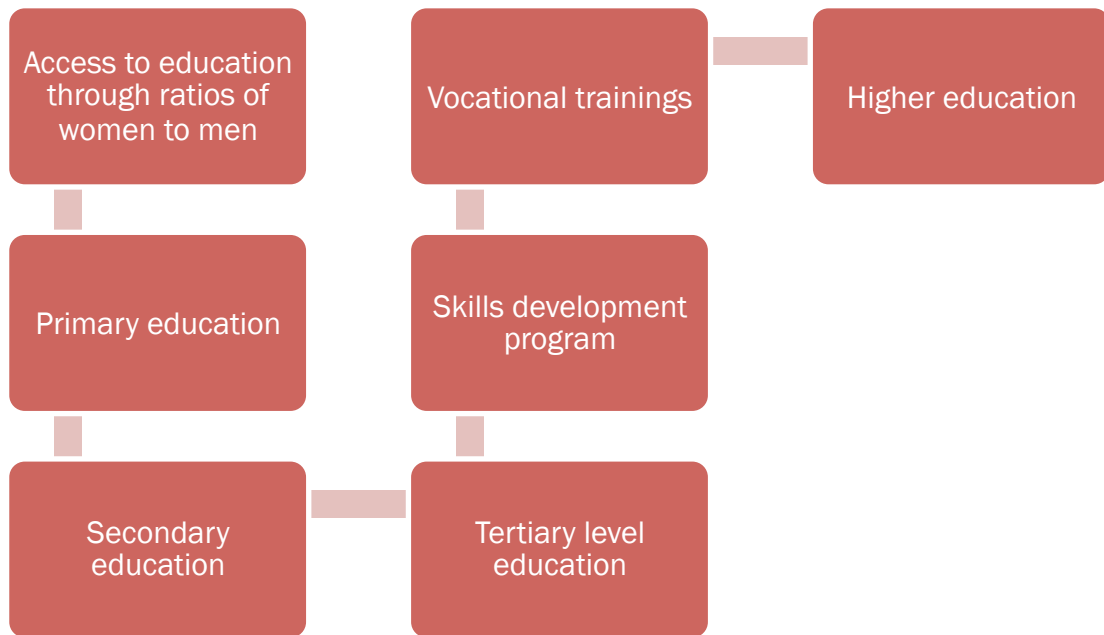 Access to education
through ratios of
women to men
Primary education
Secondary
education
Tertiary level
education
Skills development
program
Vocational trainings
Higher education